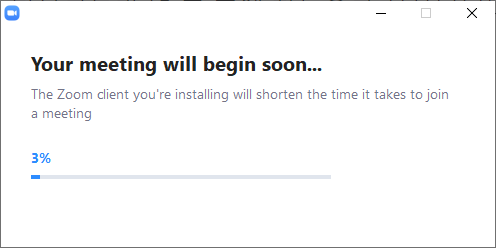 Your meeting will begin soon...
The Zoom client you're installing will shorten the time it takes to join
a meeting
3%